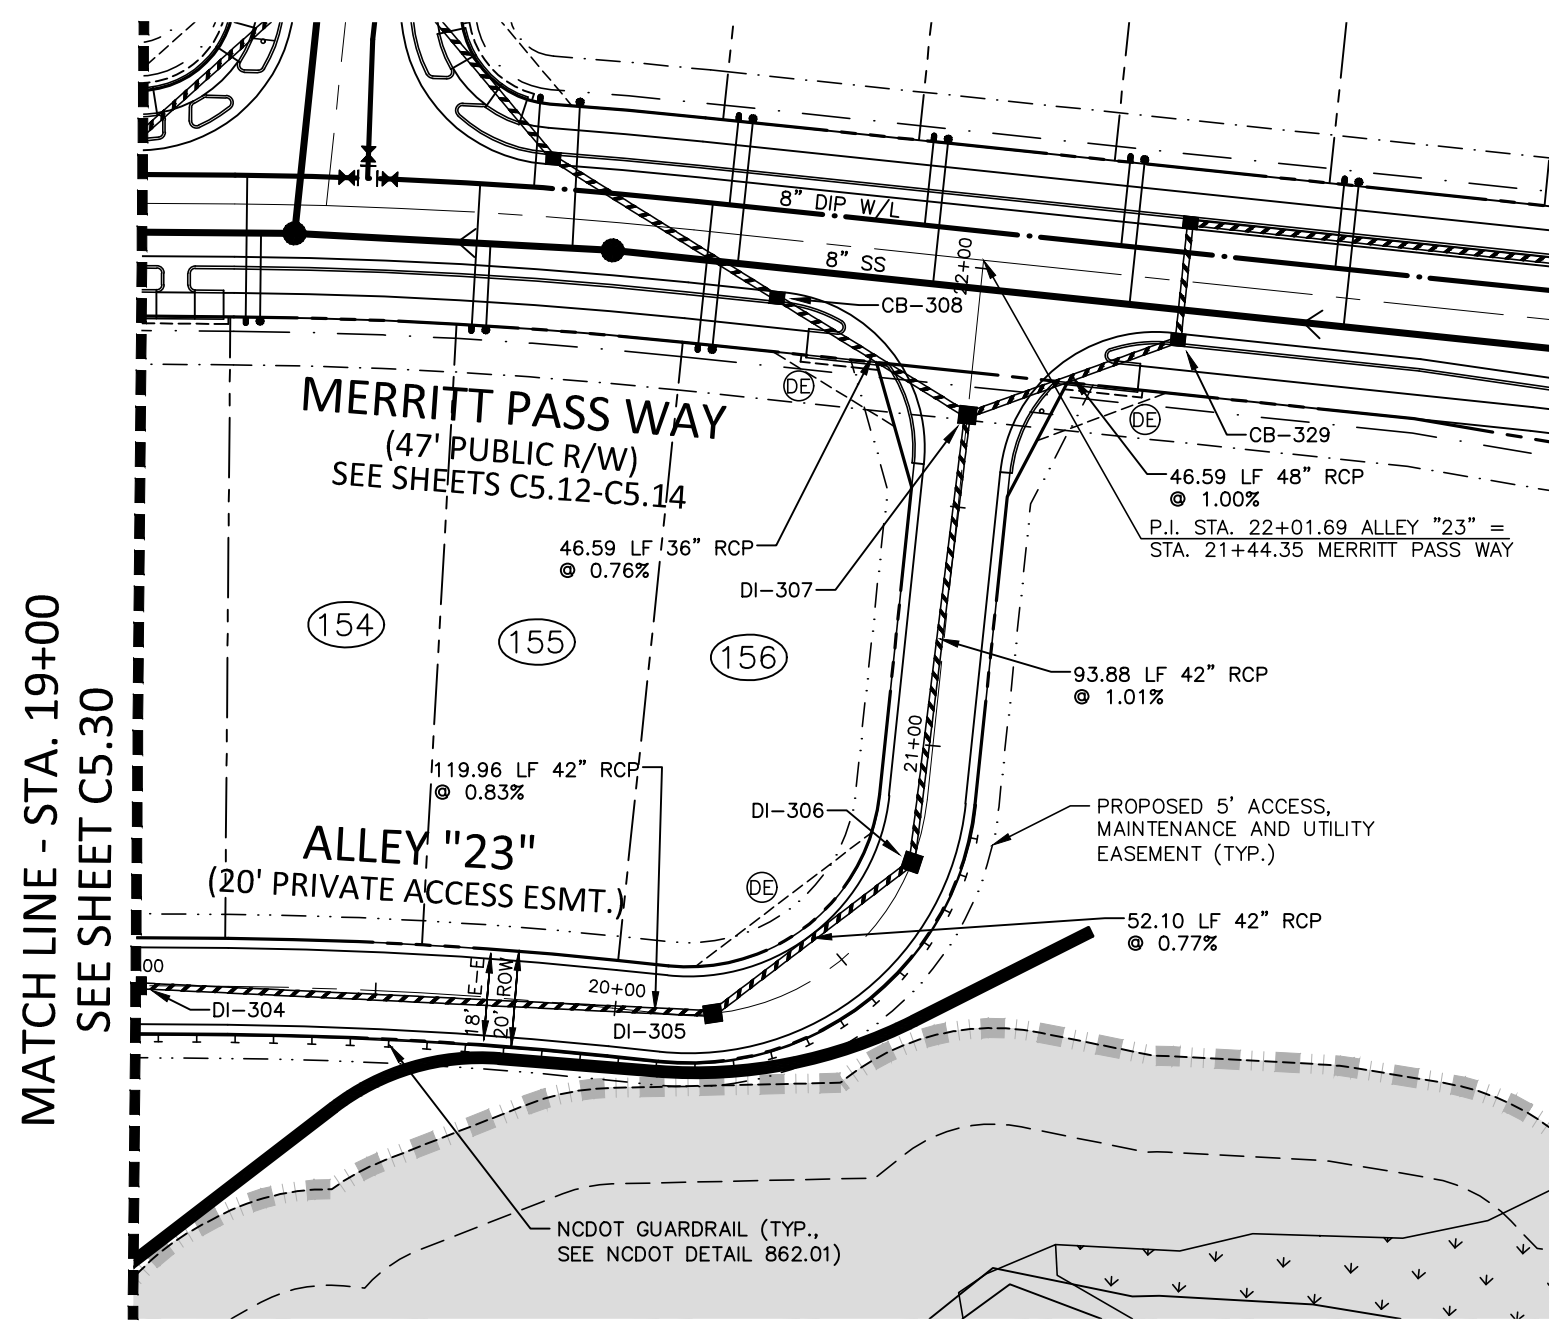 8” DIP W/L
8” SS
22+00
CB-308
DE
DE
MERRITT PASS WAY
(47' PUBLIC R/W)
SEE SHEETS C5.12-C5.14
CB-329
46.59 LF 48” RCP
@ 1.00%
P.I. STA. 22+01.69 ALLEY "23" =
STA. 21+44.35 MERRITT PASS WAY
46.59 LF 36” RCP
@ 0.76%
DI-307
MATCH LINE - STA. 19+00
SEE SHEET C5.30
154
155
156
93.88 LF 42” RCP
@ 1.01%
21+00
119.96 LF 42” RCP
@ 0.83%
DI-306
PROPOSED 5’ ACCESS,
MAINTENANCE AND UTILITY
EASEMENT (TYP.)
ALLEY "23"
(20' PRIVATE ACCESS ESMT.)
DE
52.10 LF 42” RCP
@ 0.77%
00
18’ E-E
20’ ROW
20+00
DI-304
DI-305
NCDOT GUARDRAIL (TYP.,
SEE NCDOT DETAIL 862.01)